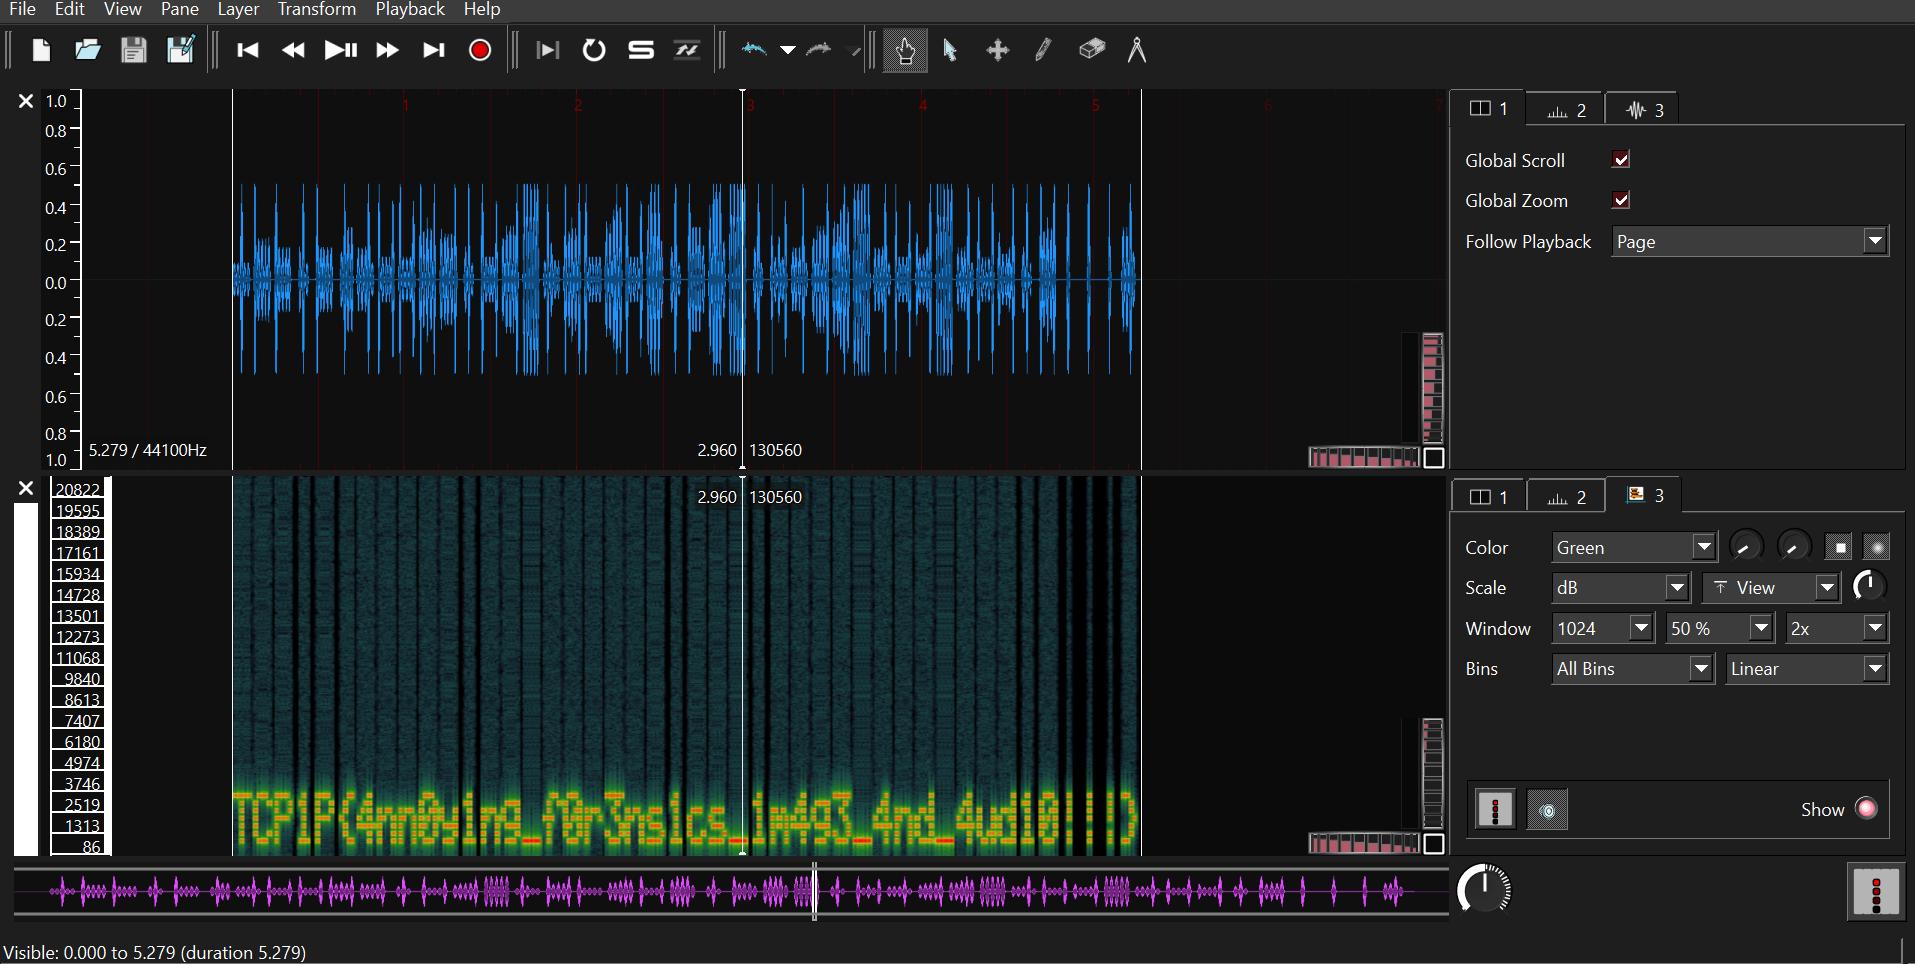 File Edit View Pane Layer Transform Playback Help
1.0
0.8
0.6
0.4
0.2
0.0
0.2
0.4
0.6
0.8
1.0
1 2 3 4 5 6 7
5.279 / 44100Hz
2.960 130560
1 2 3
Global Scroll
Global Zoom
Follow Playback Page
20822
19595
18389
17161
15934
14728
13501
12273
11068
9840
8613
7407
6180
4974
3746
2519
1313
86
2.960 130560
1 2 3
Color Green
Scale dB View
Window 1024 50 % 2x
Bins All Bins Linear
Show
Visible: 0.000 to 5.279 (duration 5.279)